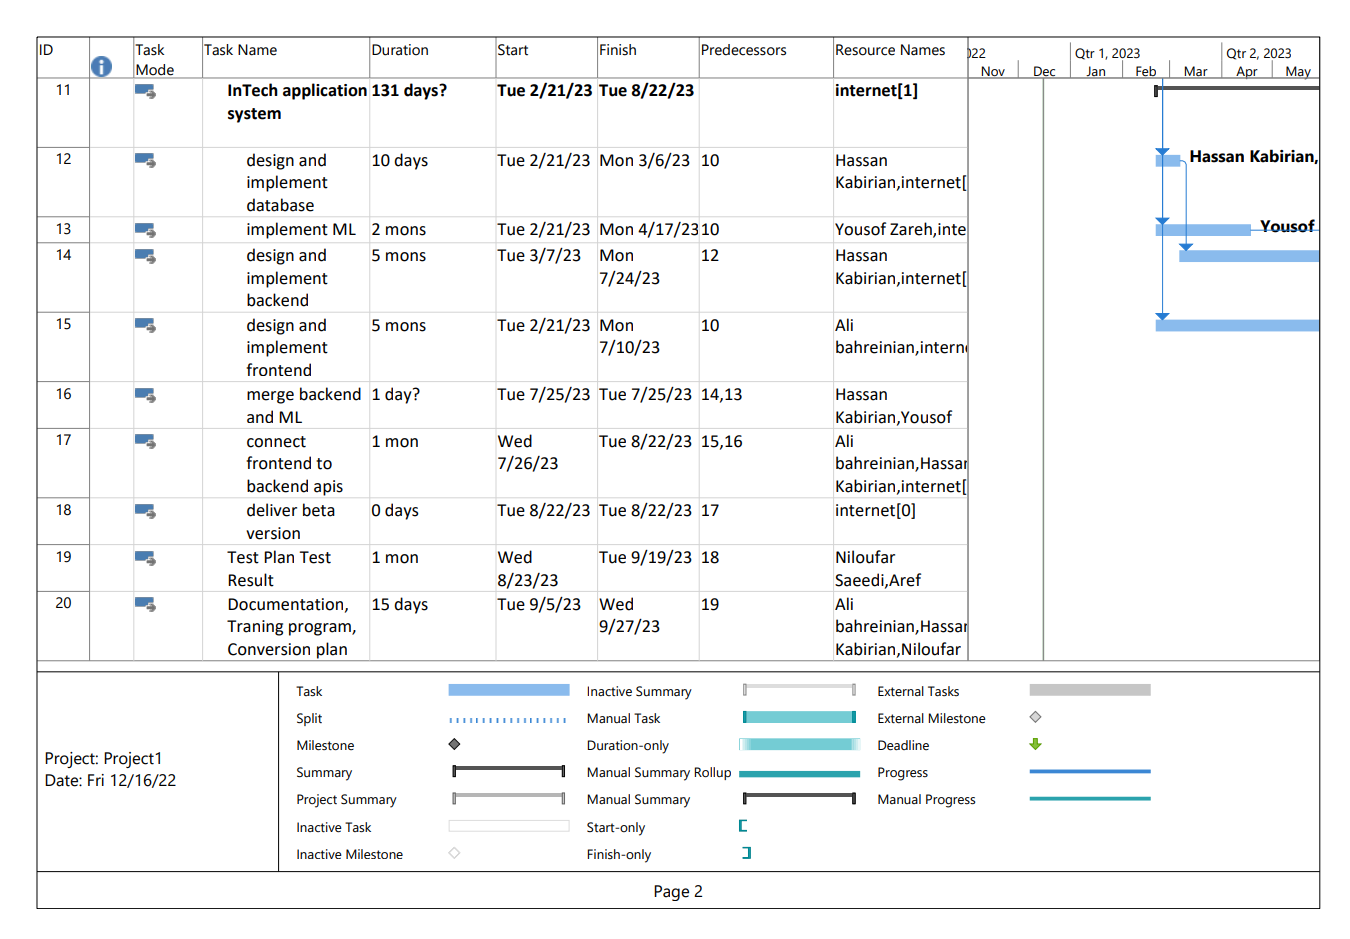 ID Task Mode Task Name Duration Start Finish Predecessors Resource Names
022 Qtr 1, 2023 Qtr 2, 2023
Nov Dec Jan Feb Mar Apr May
11 InTech application system 131 days? Tue 2/21/23 Tue 8/22/23 internet[1]
12 design and implement database 10 days Tue 2/21/23 Mon 3/6/23 10 Hassan Kabirian,internet[
Hassan Kabirian,
13 implement ML 2 mons Tue 2/21/23 Mon 4/17/23 10 Yousof Zareh,inte
Yousof
14 design and implement backend 5 mons Tue 3/7/23 Mon 7/24/23 12 Hassan Kabirian,internet[
15 design and implement frontend 5 mons Tue 2/21/23 Mon 7/10/23 10 Ali bahreinian,intern
16 merge backend and ML 1 day? Tue 7/25/23 Tue 7/25/23 14,13 Hassan Kabirian,Yousof
17 connect frontend to backend apis 1 mon Wed 7/26/23 Tue 8/22/23 15,16 Ali bahreinian,Hassan Kabirian,internet[
18 deliver beta version 0 days Tue 8/22/23 Tue 8/22/23 17 internet[0]
19 Test Plan Test Result 1 mon Wed 8/23/23 Tue 9/19/23 18 Niloufar Saeedi,Aref
20 Documentation, Traning program, Conversion plan 15 days Tue 9/5/23 Wed 9/27/23 19 Ali bahreinian,Hassan Kabirian,Niloufar
Project: Project1
Date: Fri 12/16/22
Task
Split
Milestone
Summary
Project Summary
Inactive Task
Inactive Milestone
Inactive Summary
Manual Task
Duration-only
Manual Summary Rollup
Manual Summary
Start-only
Finish-only
External Tasks
External Milestone
Deadline
Progress
Manual Progress
Page 2